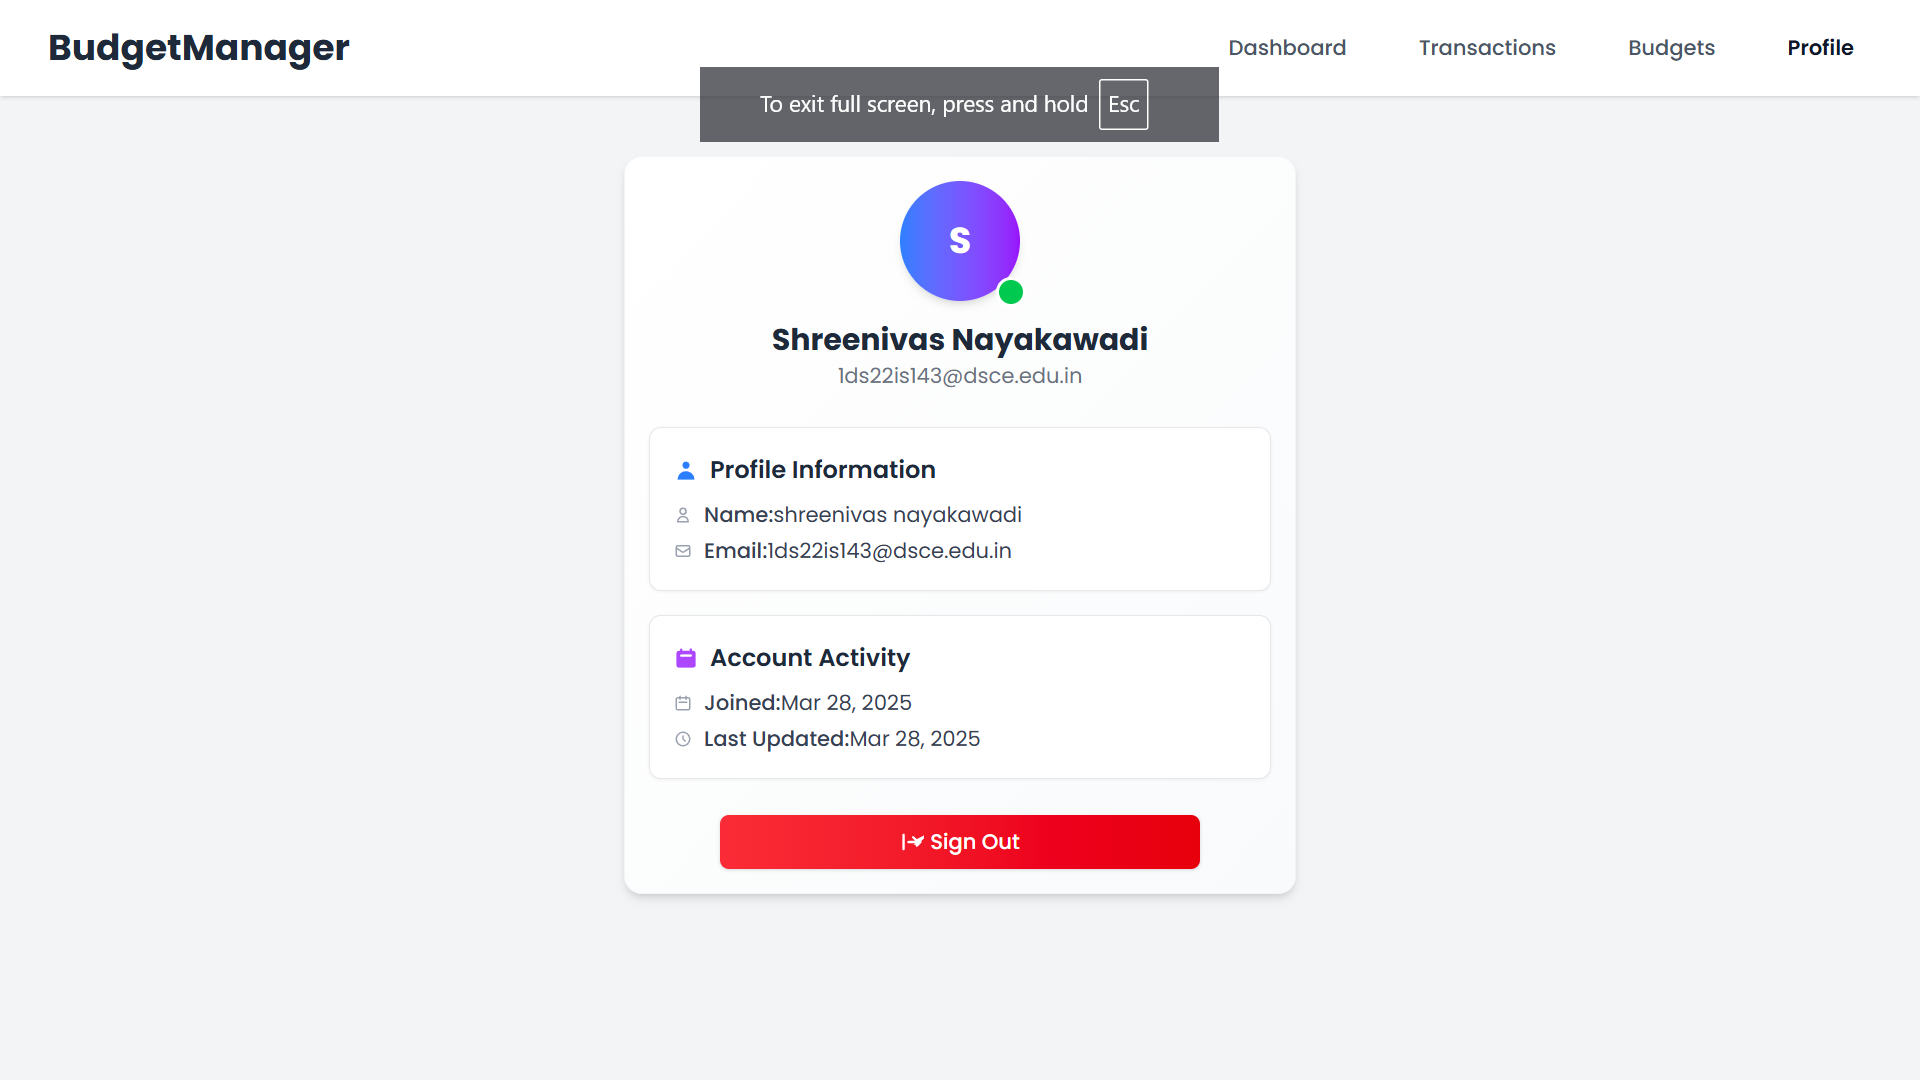 BudgetManager
Dashboard
Transactions
Budgets
Profile
To exit full screen, press and hold Esc
S
Shreenivas Nayakawadi
1ds22is143@dsce.edu.in
Profile Information
Name:shreenivas nayakawadi
Email:1ds22is143@dsce.edu.in
Account Activity
Joined:Mar 28, 2025
Last Updated:Mar 28, 2025
Sign Out